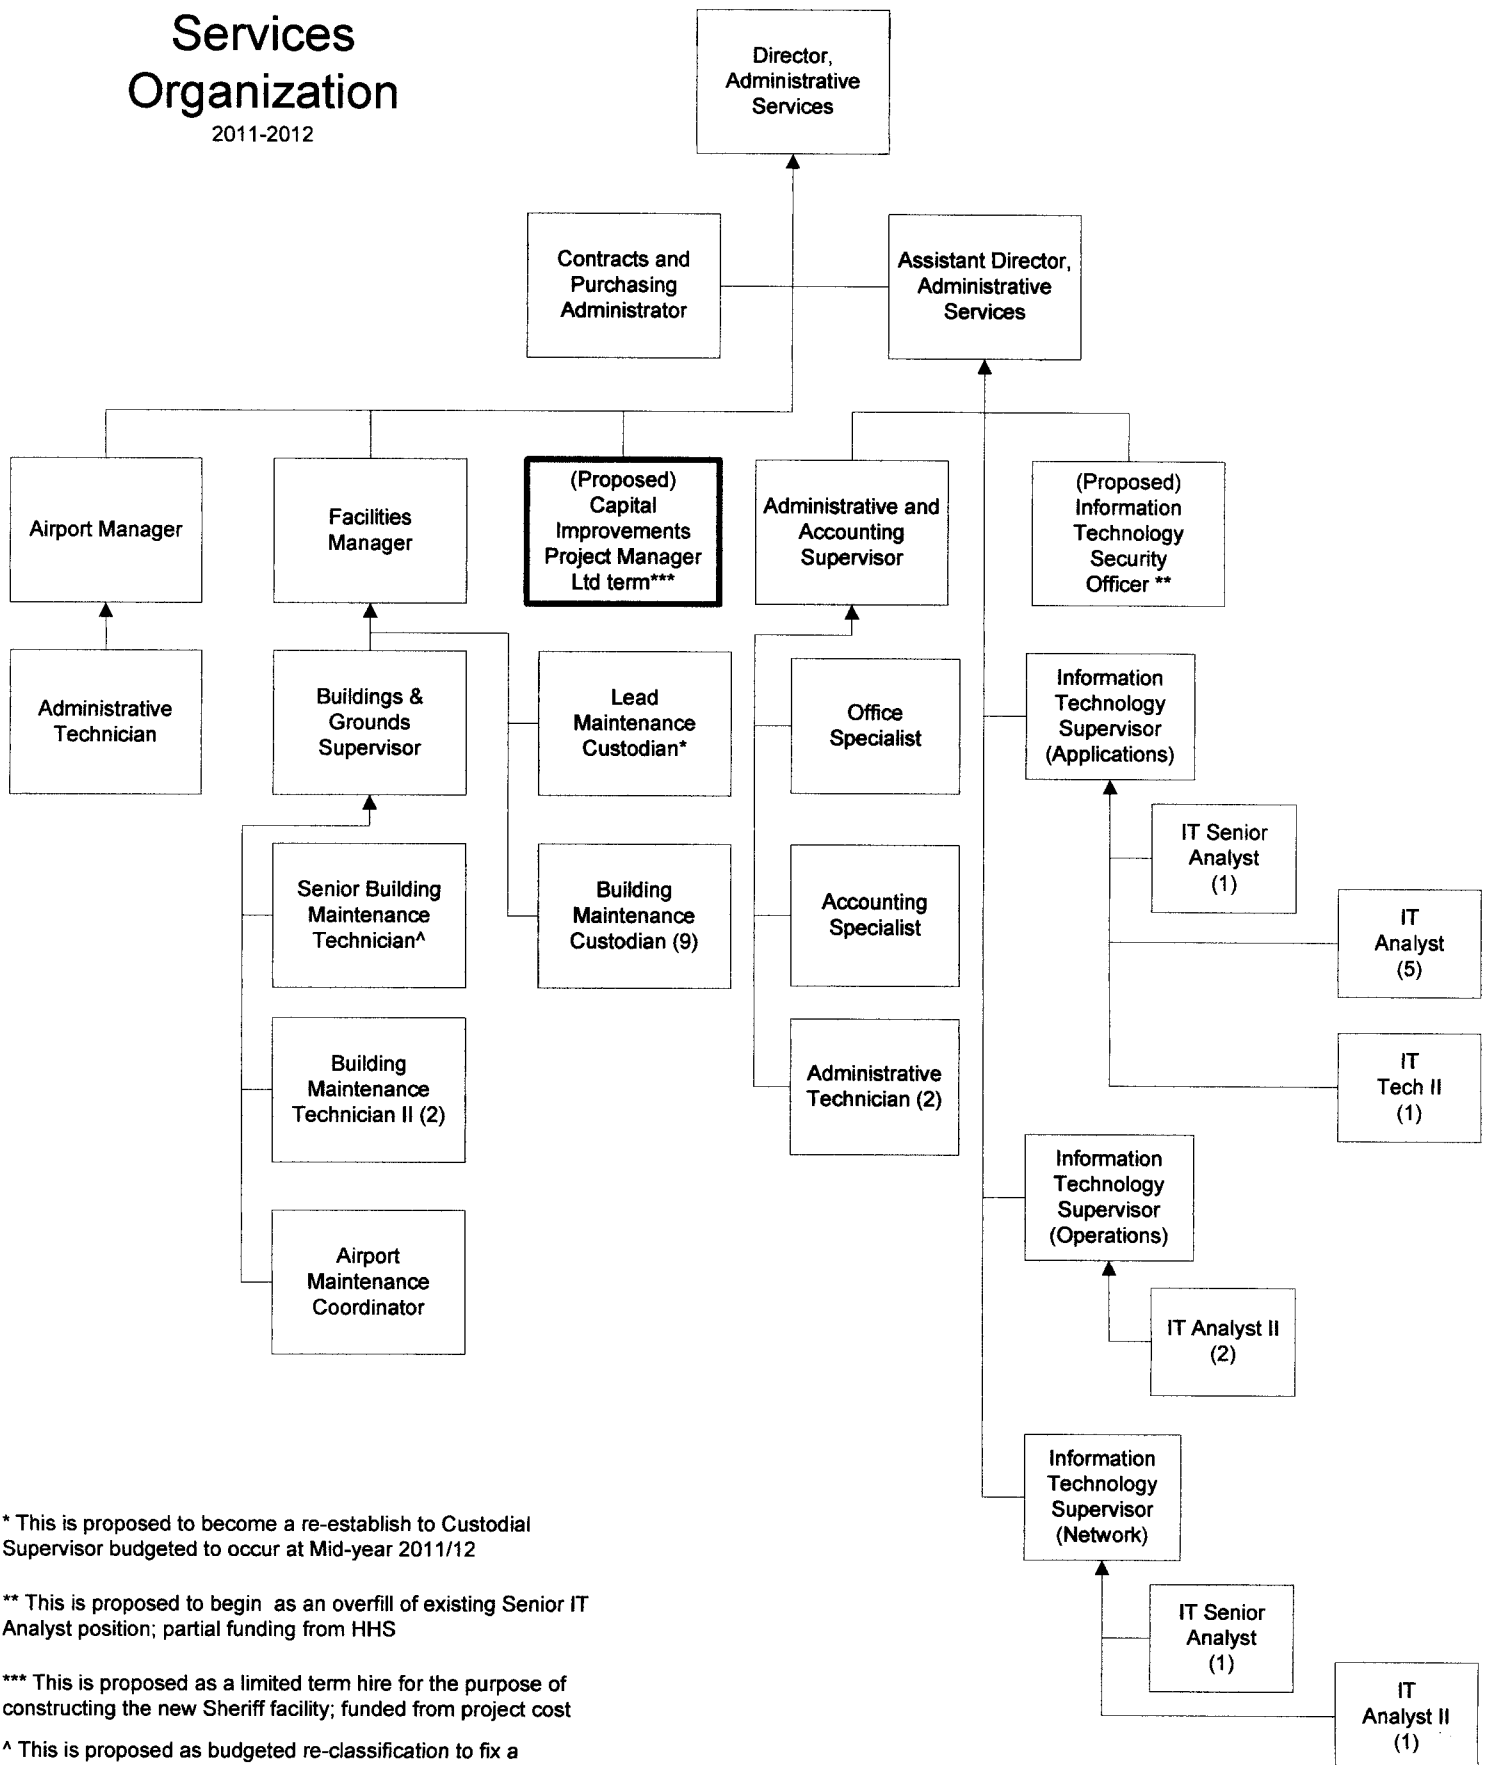 Services
Organization
2011-2012
Director,
Administrative
Services
Contracts and
Purchasing
Administrator
Assistant Director,
Administrative
Services
Airport Manager
Facilities
Manager
(Proposed)
Capital
Improvements
Project Manager
Ltd term***
Administrative and
Accounting
Supervisor
(Proposed)
Information
Technology
Security
Officer **
Administrative
Technician
Buildings &
Grounds
Supervisor
Lead
Maintenance
Custodian*
Office
Specialist
Information
Technology
Supervisor
(Applications)
Senior Building
Maintenance
Technician^
Building
Maintenance
Custodian (9)
Accounting
Specialist
IT Senior
Analyst
(1)
IT
Analyst
(5)
Building
Maintenance
Technician II (2)
Administrative
Technician (2)
IT
Tech II
(1)
Airport
Maintenance
Coordinator
Information
Technology
Supervisor
(Operations)
IT Analyst II
(2)
Information
Technology
Supervisor
(Network)
IT Senior
Analyst
(1)
IT
Analyst II
(1)
* This is proposed to become a re-establish to Custodial
Supervisor budgeted to occur at Mid-year 2011/12
** This is proposed to begin as an overfill of existing Senior IT
Analyst position; partial funding from HHS
*** This is proposed as a limited term hire for the purpose of
constructing the new Sheriff facility; funded from project cost
^ This is proposed as budgeted re-classification to fix a